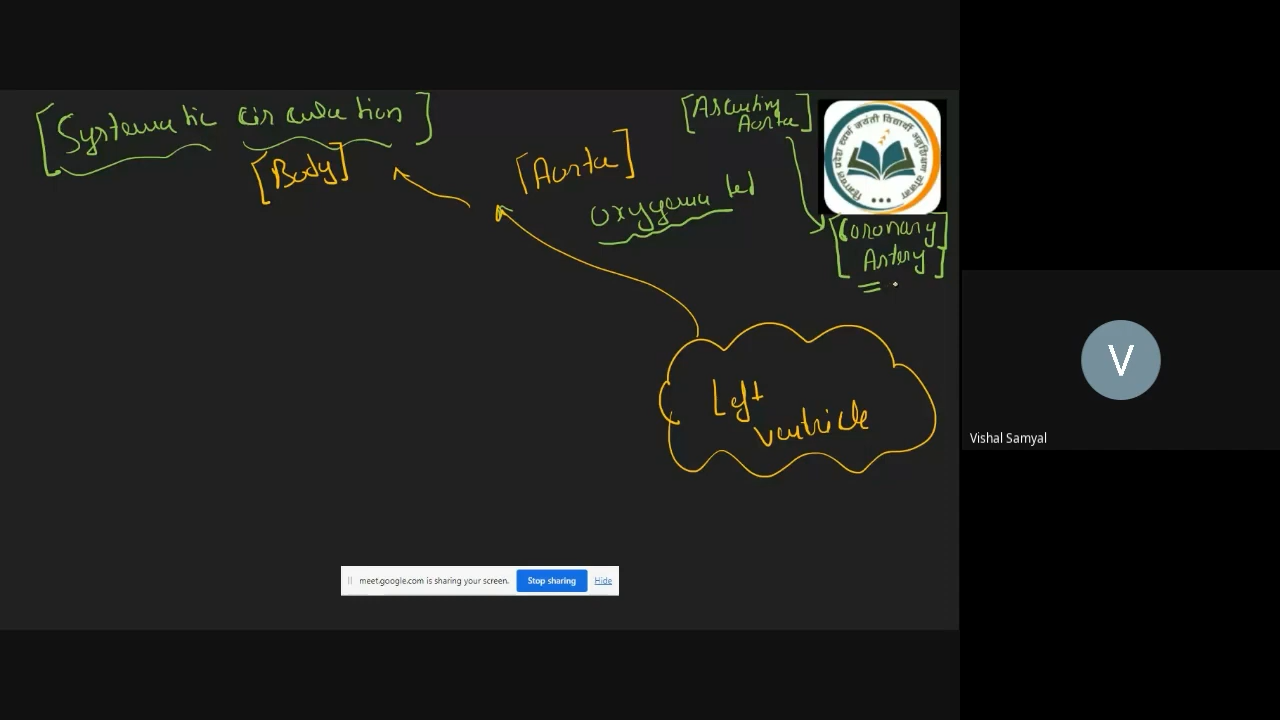 [Systematic circulation]
[Body]
[Aorta]
Oxygenated
[Ascending
Aorta]
[Coronary
Artery]
Left
ventricle
meet.google.com is sharing your screen.
Stop sharing
Hide
V
Vishal Samyal